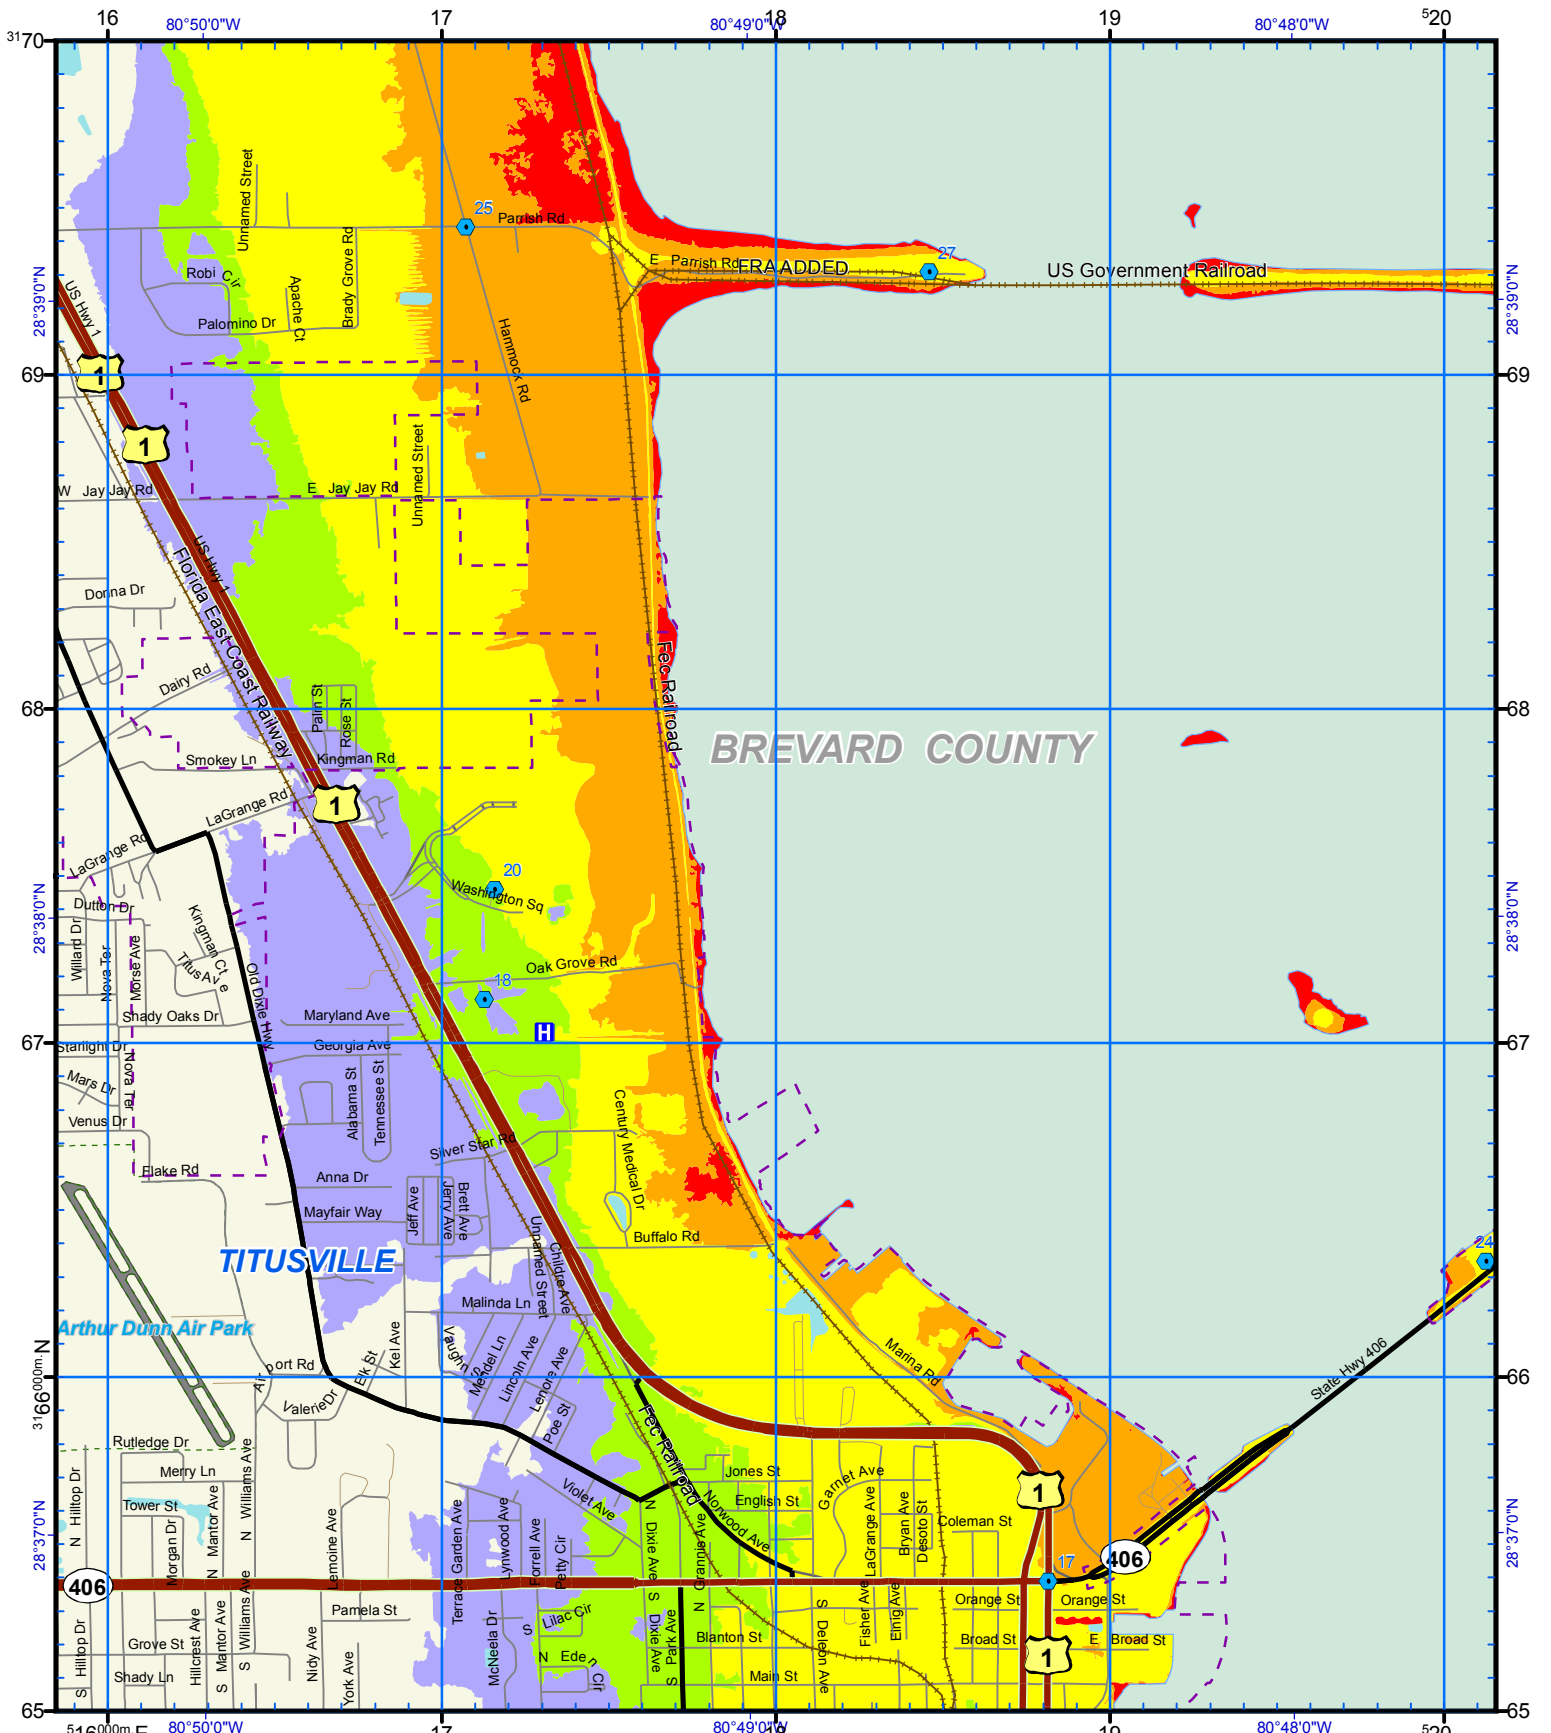 16 17 18 19 ⁵20
80°50'0"W 80°49'0"W 80°48'0"W
³¹70
Unnamed Street
25
Parrish Rd
27
E Parrish Rd
FRA ADDED
US Government Railroad
Robi Cir
Apache Ct
Brady Grove Rd
Palomino Dr
US Hwy 1
28°39'0"N
28°39'0"N
Hammock Rd
1
69
69
1
Unnamed Street
W Jay Jay Rd
E Jay Jay Rd
US Hwy 1
Florida East Coast Railway
Donna Dr
Dairy Rd
Palm St
Rose St
Fec Railroad
68
68
BREVARD COUNTY
Smokey Ln
Kingman Rd
LaGrange Rd
1
LaGrange Rd
20
Washington Sq
Dutton Dr
28°38'0"N
28°38'0"N
Willard Dr
Nova Ter
Morse Ave
Kingman Ct
Titus Ave
Old Dixie Hwy
Oak Grove Rd
18
Shady Oaks Dr
Maryland Ave
H
67
67
Starlight Dr
Georgia Ave
Mars Dr
Nova Ter
Alabama St
Tennessee St
Century Medical Dr
Venus Dr
Silver Star Rd
Flake Rd
Anna Dr
Jeff Ave
Jerry Ave
Brett Ave
Mayfair Way
Unnamed Street
Childre Ave
Buffalo Rd
24
TITUSVILLE
Malinda Ln
Arthur Dunn Air Park
Kel Ave
Mendel Ln
Lincoln Ave
Lenore Ave
Marina Rd
State Hwy 406
Airport Rd
Elk St
³¹66⁰⁰⁰ᵐ·N
66
Valerie Dr
Poe St
Fec Railroad
Rutledge Dr
Merry Ln
Jones St
Garnet Ave
1
N Hilltop Dr
Tower St
N Mantor Ave
N Williams Ave
Violet Ave
English St
Norwood Ave
28°37'0"N
28°37'0"N
Morgan Dr
Lemoine Ave
Terrace Garden Ave
Lynwood Ave
Forrell Ave
Petty Cir
N Dixie Ave
N Grannis Ave
LaGrange Ave
Bryan Ave
Desoto St
Coleman St
17
406
406
Pamela St
S Lilac Cir
Orange St
Orange St
S Hilltop Dr
Grove St
Hillcrest Ave
S Mantor Ave
S Williams Ave
Nidy Ave
York Ave
McNeela Dr
N Eden Cir
S Dixie Ave
S Park Ave
Blanton St
S Deleon Ave
Fisher Ave
Einig Ave
Broad St
E Broad St
1
Shady Ln
Main St
65
65
80°50'0"W 80°49'0"W 80°48'0"W